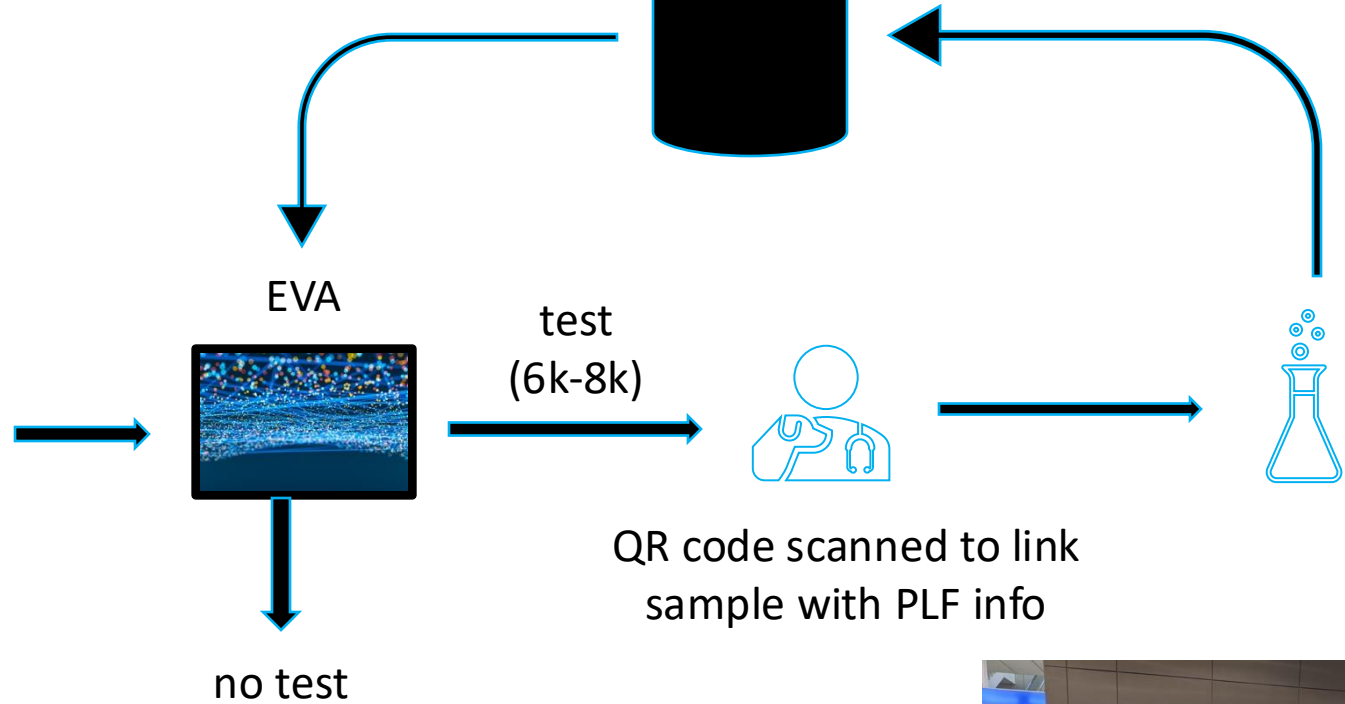 EVA
test
(6k-8k)
QR code scanned to link
sample with PLF info
no test